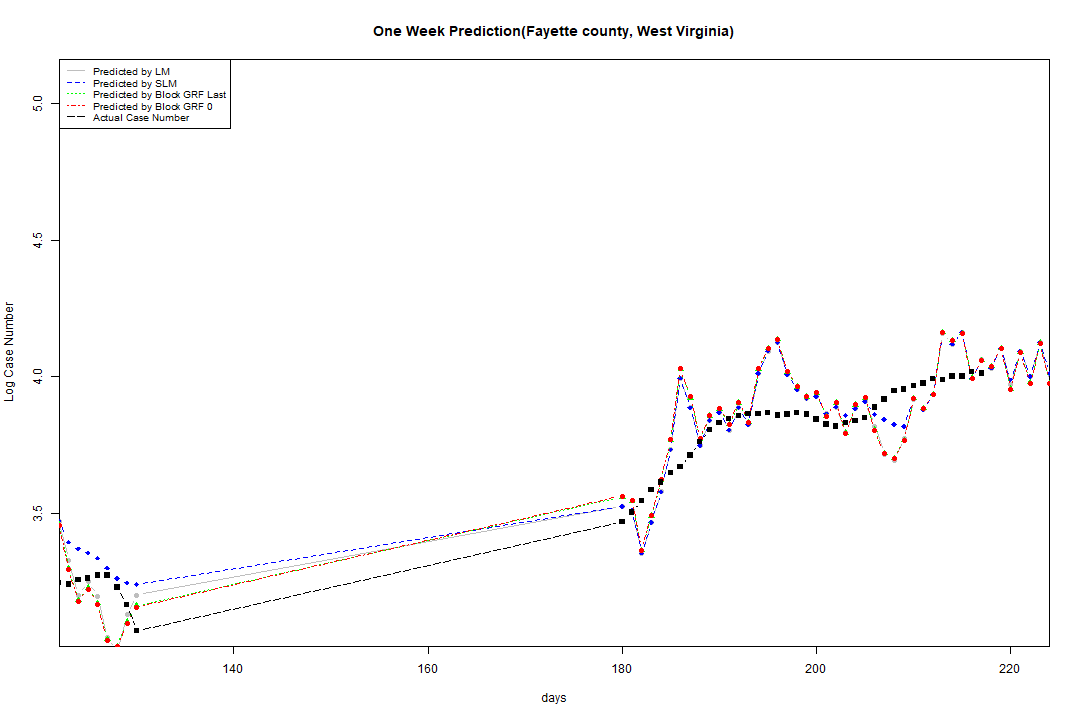 One Week Prediction(Fayette county, West Virginia)
Predicted by LM
Predicted by SLM
Predicted by Block GRF Last
Predicted by Block GRF 0
Actual Case Number
5.0
4.5
4.0
3.5
Log Case Number
140 160 180 200 220
days